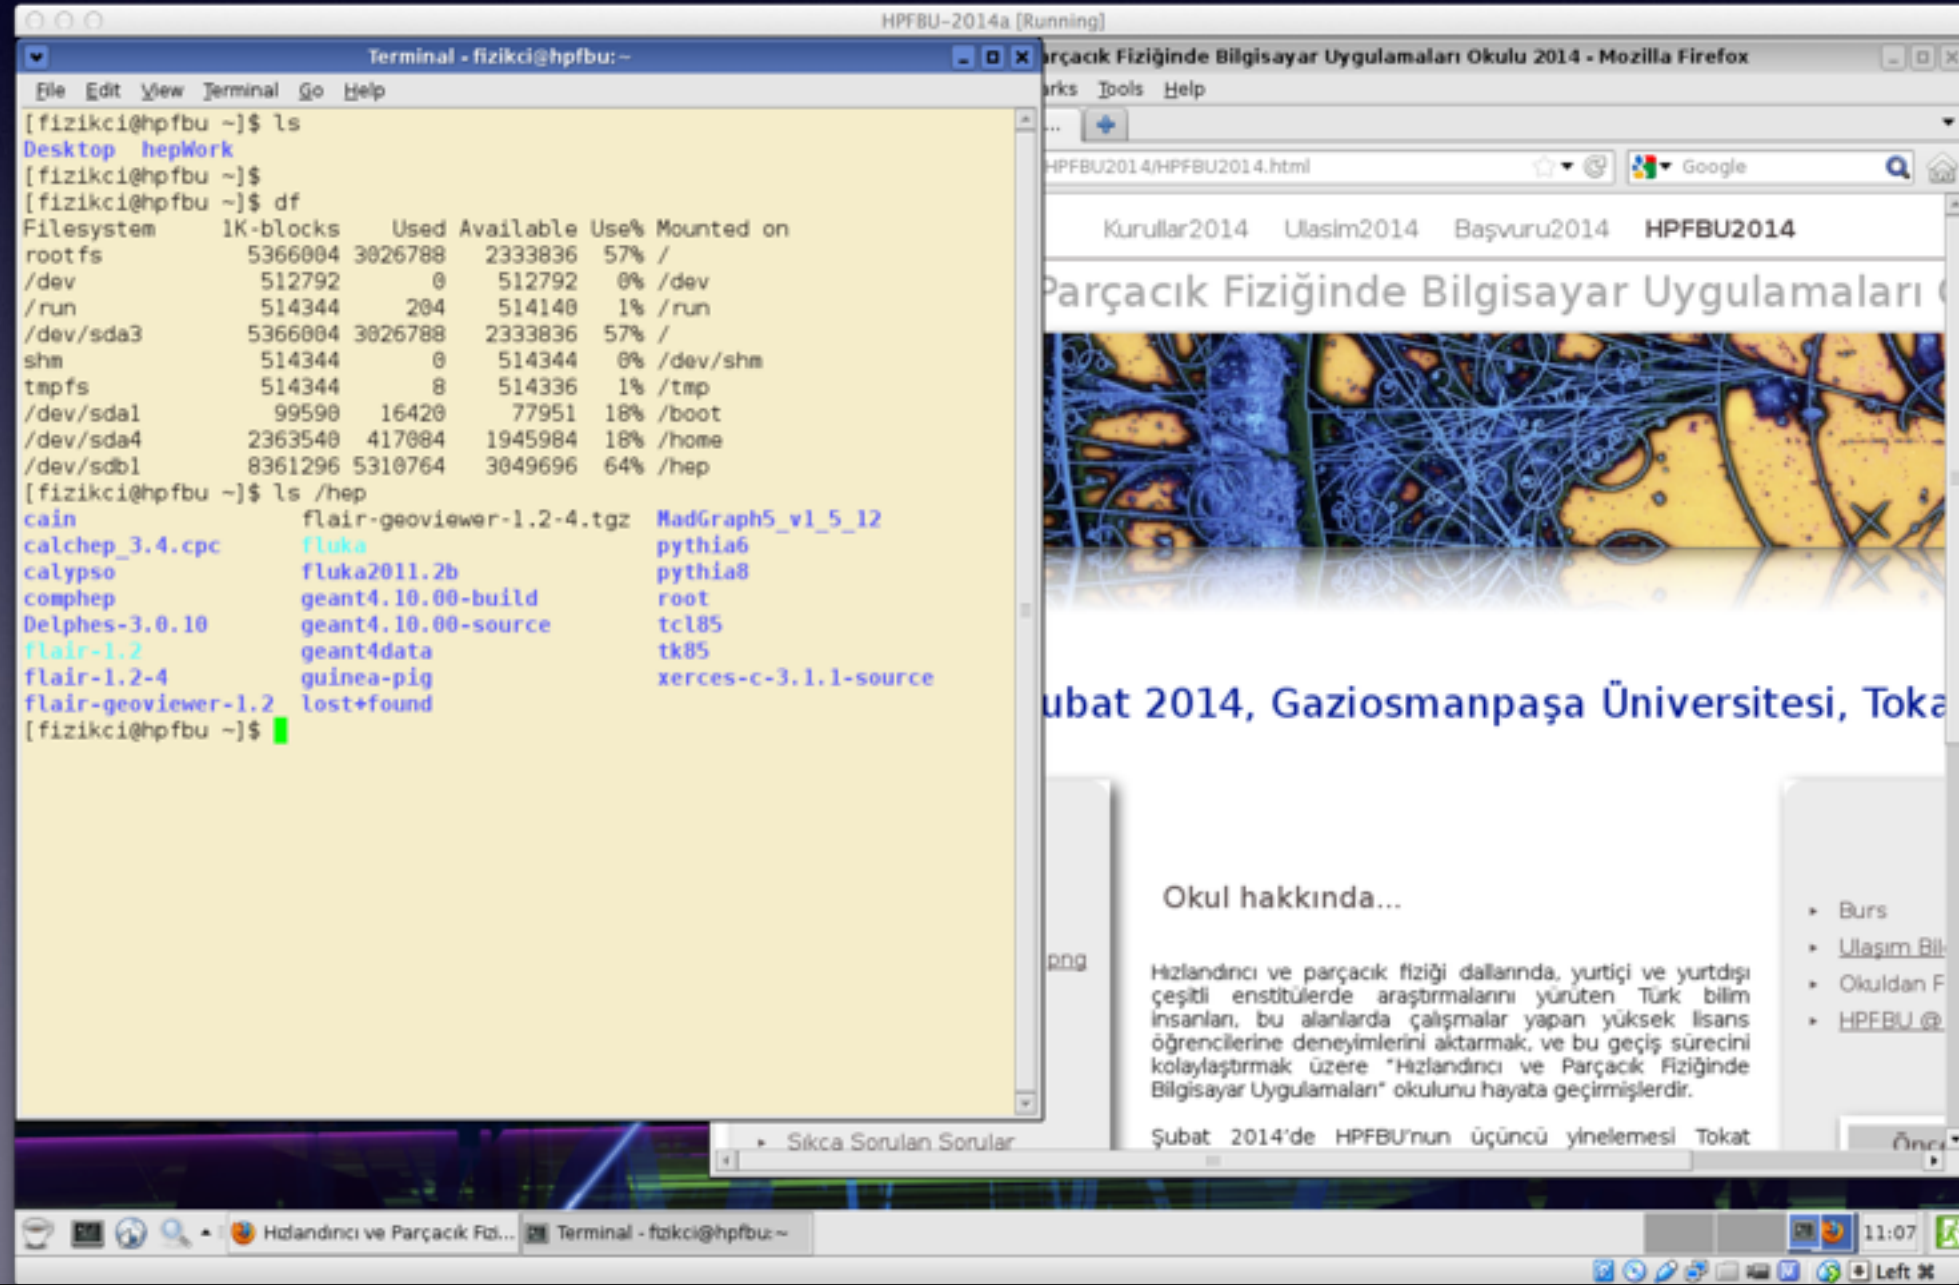 HPFBU-2014a [Running]
Terminal - fizikci@hpfbu:~
File Edit View Terminal Go Help
[fizikci@hpfbu ~]$ ls
Desktop hepWork
[fizikci@hpfbu ~]$
[fizikci@hpfbu ~]$ df
Filesystem 1K-blocks Used Available Use% Mounted on
rootfs 5366004 3026788 2333836 57% /
/dev 512792 0 512792 0% /dev
/run 514344 204 514140 1% /run
/dev/sda3 5366004 3026788 2333836 57% /
shm 514344 0 514344 0% /dev/shm
tmpfs 514344 8 514336 1% /tmp
/dev/sda1 99590 16420 77951 18% /boot
/dev/sda4 2363540 417084 1945984 18% /home
/dev/sdb1 8361296 5310764 3049696 64% /hep
[fizikci@hpfbu ~]$ ls /hep
cain flair-geoviewer-1.2-4.tgz MadGraph5_v1_5_12
calchep_3.4.cpc fluka pythia6
calypso fluka2011.2b pythia8
comphep geant4.10.00-build root
Delphes-3.0.10 geant4.10.00-source tcl85
flair-1.2 geant4data tk85
flair-1.2-4 guinea-pig xerces-c-3.1.1-source
flair-geoviewer-1.2 lost+found
[fizikci@hpfbu ~]$
arçacık Fiziğinde Bilgisayar Uygulamaları Okulu 2014 - Mozilla Firefox
arks Tools Help
...
HPFBU2014/HPFBU2014.html Google
Kurullar2014 Ulasim2014 Başvuru2014 HPFBU2014
Parçacık Fiziğinde Bilgisayar Uygulamaları
ubat 2014, Gaziosmanpaşa Üniversitesi, Toka
png
Okul hakkında...
Hızlandırıcı ve parçacık fiziği dallarında, yurtiçi ve yurtdışı
çeşitli enstitülerde araştırmalarını yürüten Türk bilim
insanları, bu alanlarda çalışmalar yapan yüksek lisans
öğrencilerine deneyimlerini aktarmak, ve bu geçiş sürecini
kolaylaştırmak üzere "Hızlandırıcı ve Parçacık Fiziğinde
Bilgisayar Uygulamaları" okulunu hayata geçirmişlerdir.
Şubat 2014'de HPFBU'nun üçüncü yinelemesi Tokat
Burs
Ulaşım Bil
Okuldan F
HPFBU @
Önce
Sıkca Sorulan Sorular
Hızlandırıcı ve Parçacık Fizi... Terminal - fizikci@hpfbu:~ 11:07
Left ⌘